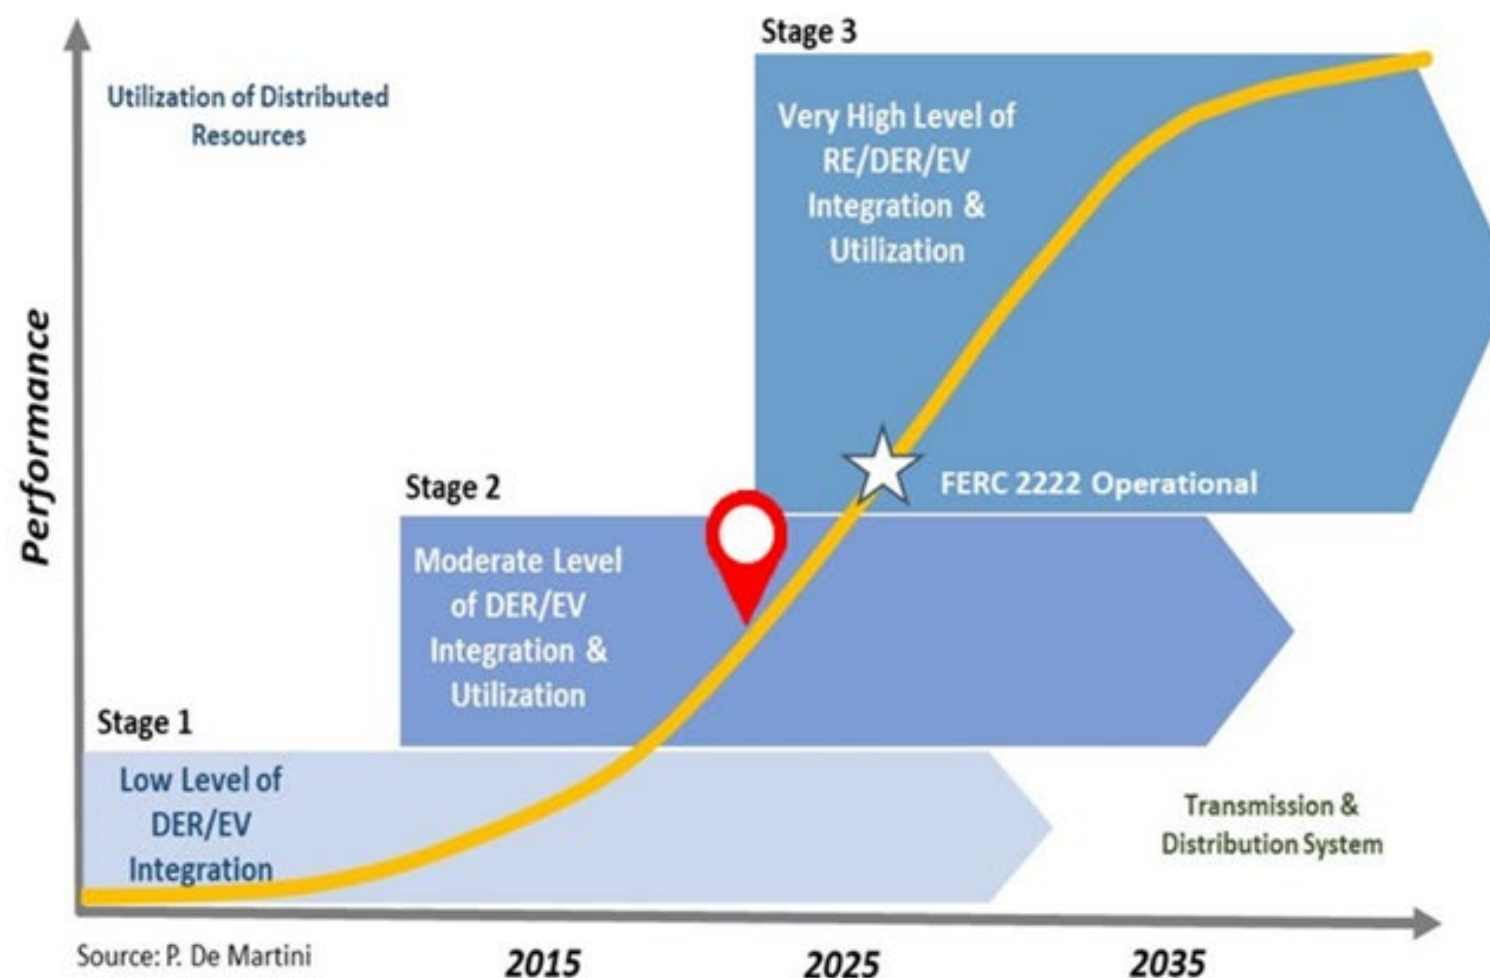 Stage 3
Utilization of Distributed
Resources
Very High Level of
RE/DER/EV
Integration &
Utilization
Performance
Stage 2
FERC 2222 Operational
Moderate Level
of DER/EV
Integration &
Utilization
Stage 1
Low Level of
DER/EV
Integration
Transmission &
Distribution System
Source: P. De Martini
2015
2025
2035